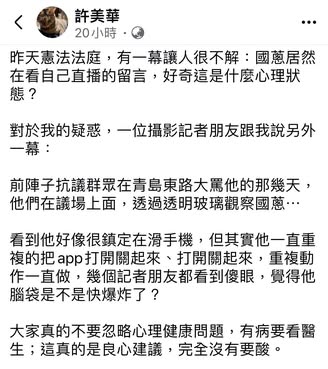 許美華
20小時 ·
昨天憲法法庭，有一幕讓人很不解：國蔥居然
在看自己直播的留言，好奇這是什麼心理狀
態？
對於我的疑惑，一位攝影記者朋友跟我說另外
一幕：
前陣子抗議群眾在青島東路大罵他的那幾天，
他們在議場上面，透過透明玻璃觀察國蔥⋯
看到他好像很鎮定在滑手機，但其實他一直重
複的把app打開關起來、打開關起來，重複動
作一直做，幾個記者朋友都看到傻眼，覺得他
腦袋是不是快爆炸了？
大家真的不要忽略心理健康問題，有病要看醫
生；這真的是良心建議，完全沒有要酸。